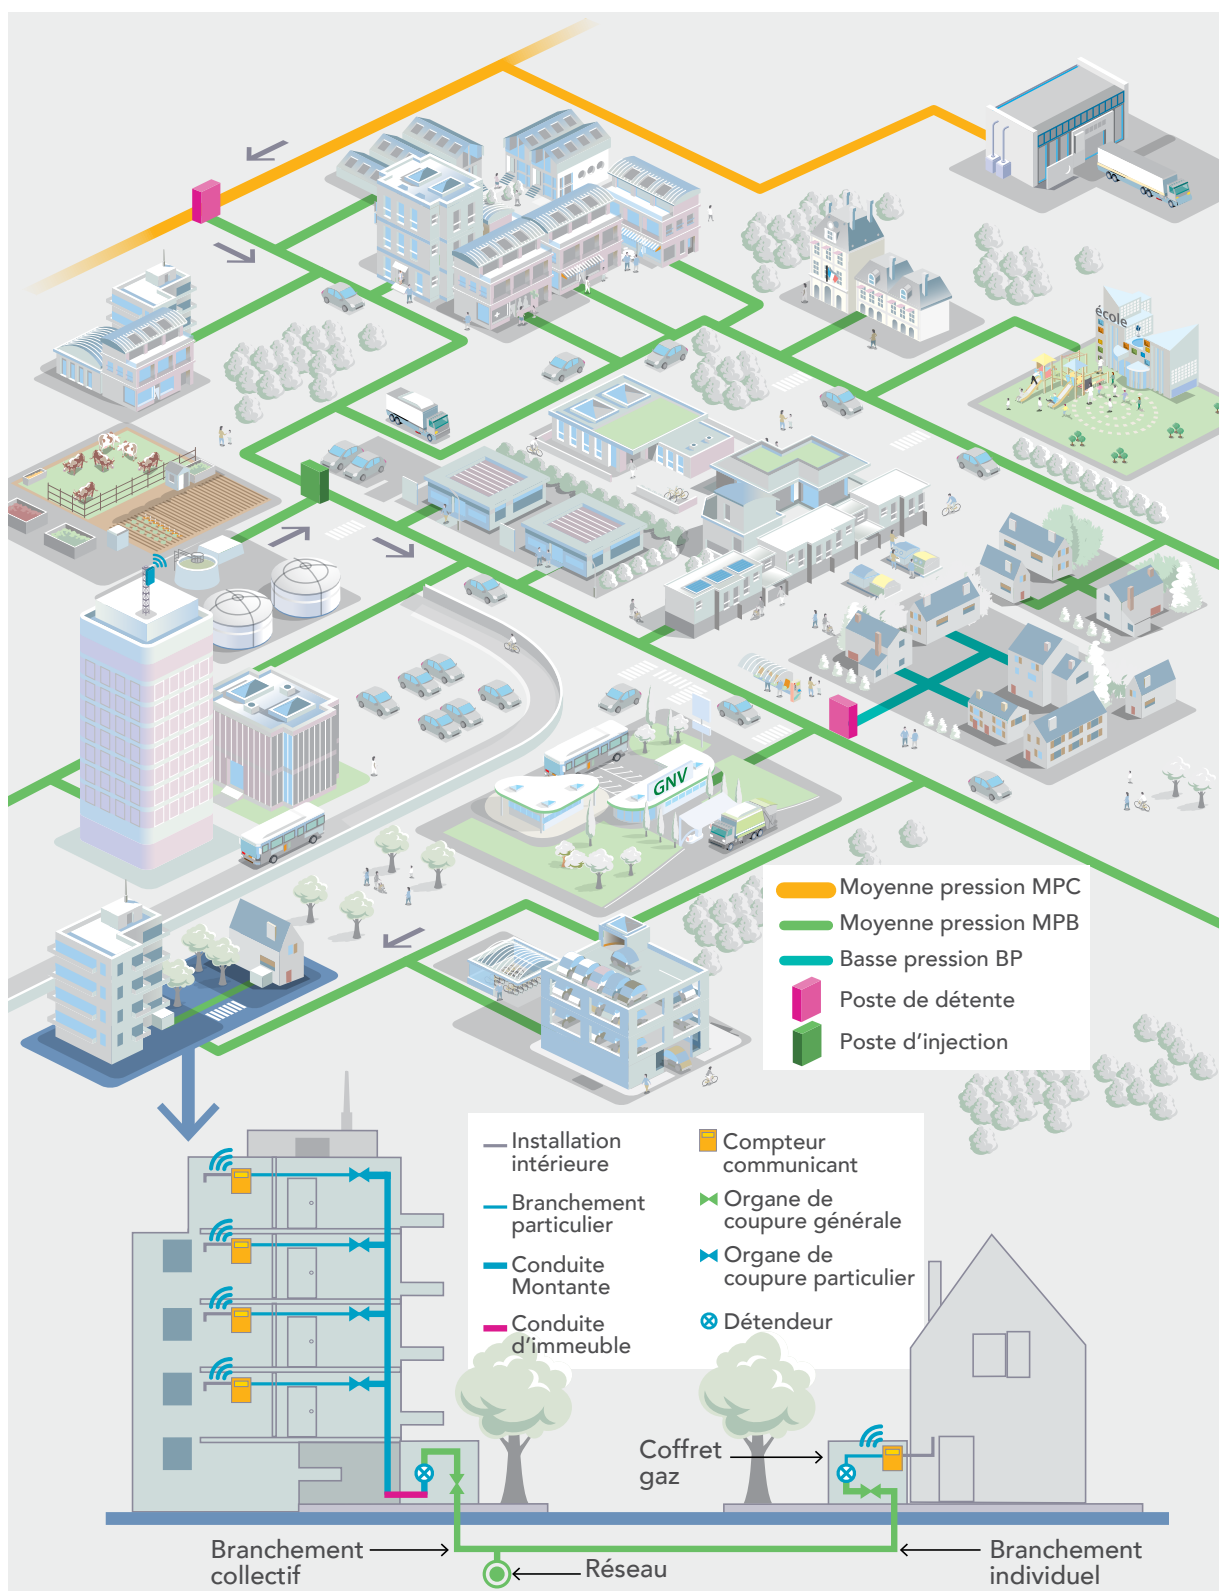 école
GNV
Moyenne pression MPC
Moyenne pression MPB
Basse pression BP
Poste de détente
Poste d'injection
Installation
intérieure
Branchement
particulier
Conduite
Montante
Conduite
d'immeuble
Compteur
communicant
Organe de
coupure générale
Organe de
coupure particulier
Détendeur
Coffret
gaz
Branchement
collectif
Réseau
Branchement
individuel